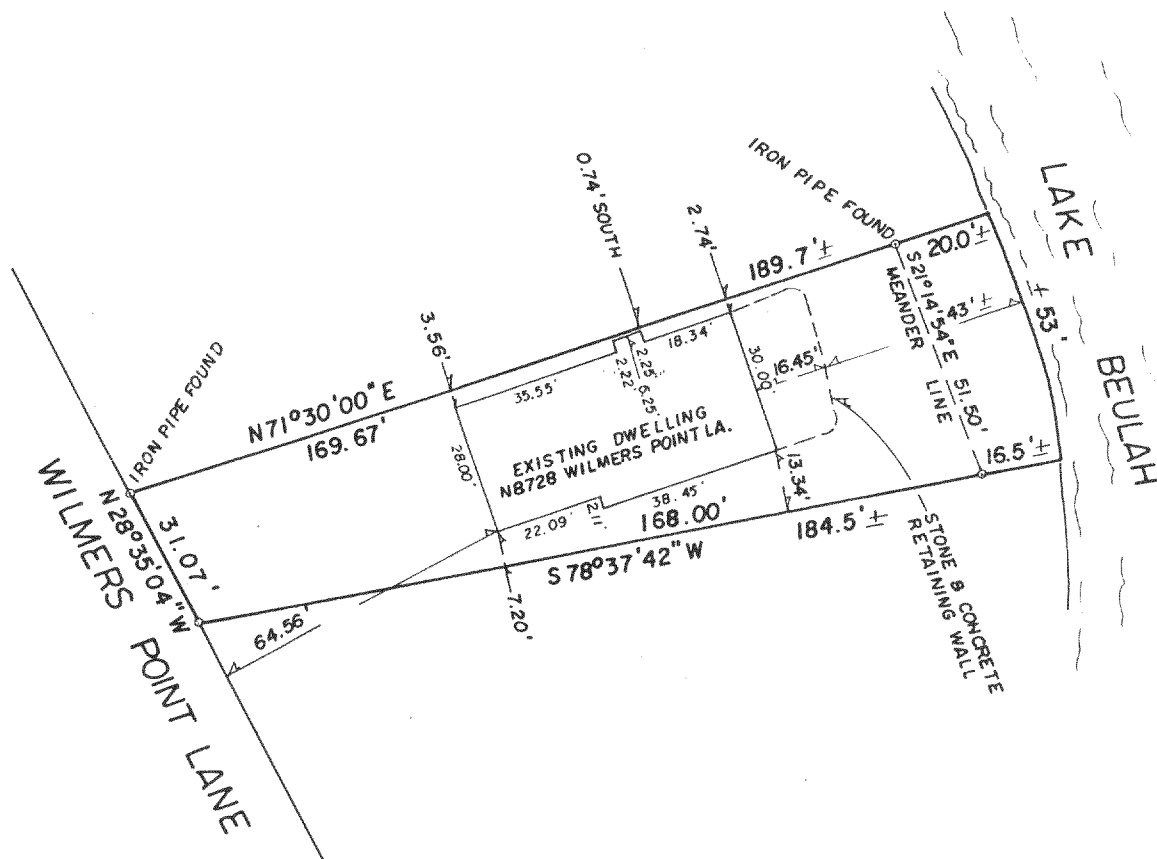 LAKE
BEULAH
IRON PIPE FOUND
0.74' SOUTH
2.74'
189.7'±
20.0'±
S21°14'54"E 51.50'
MEANDER
LINE
43'±
± 53'
3.56'
18.34'
2.25'
2.22'
6.25'
30.00'
16.45'
35.55'
IRON PIPE FOUND
N71°30'00"E
169.67'
EXISTING DWELLING
N8728 WILMERS POINT LA.
28.00'
13.34'
16.5'±
22.09'
2.11'
38.45'
168.00'
184.5'±
S78°37'42"W
7.20'
STONE & CONCRETE
RETAINING WALL
31.07'
N28°35'04"W
64.56'
WILMERS POINT LANE